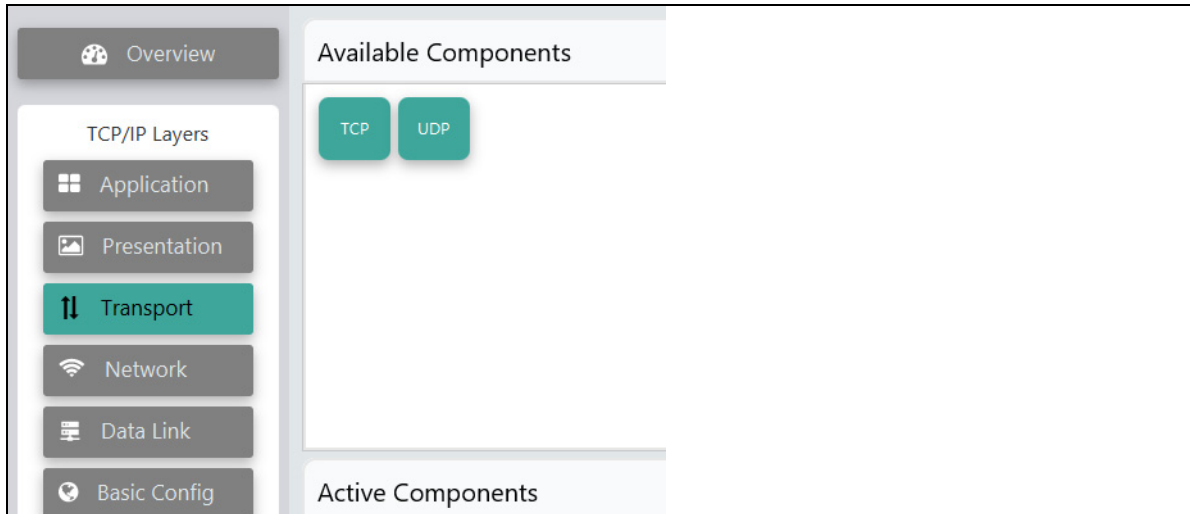 Overview
TCP/IP Layers
Application
Presentation
Transport
Network
Data Link
Basic Config
Available Components
TCP UDP
Active Components